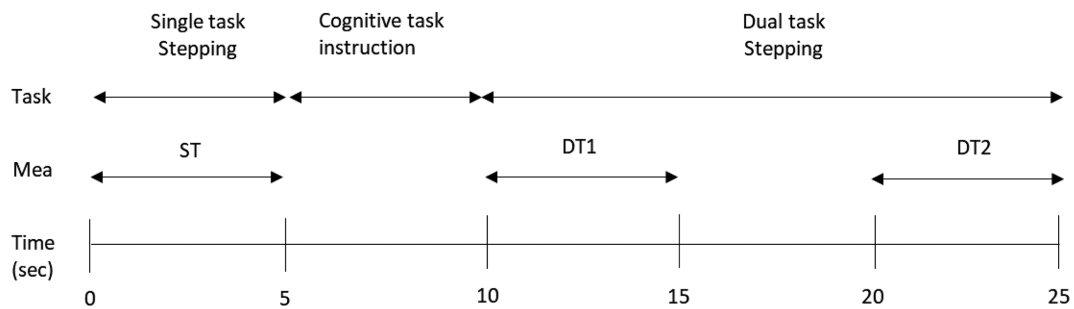 Single task
Stepping
Cognitive task
instruction
Dual task
Stepping
Task
ST
DT1
DT2
Mea
Time
(sec)
0 5 10 15 20 25